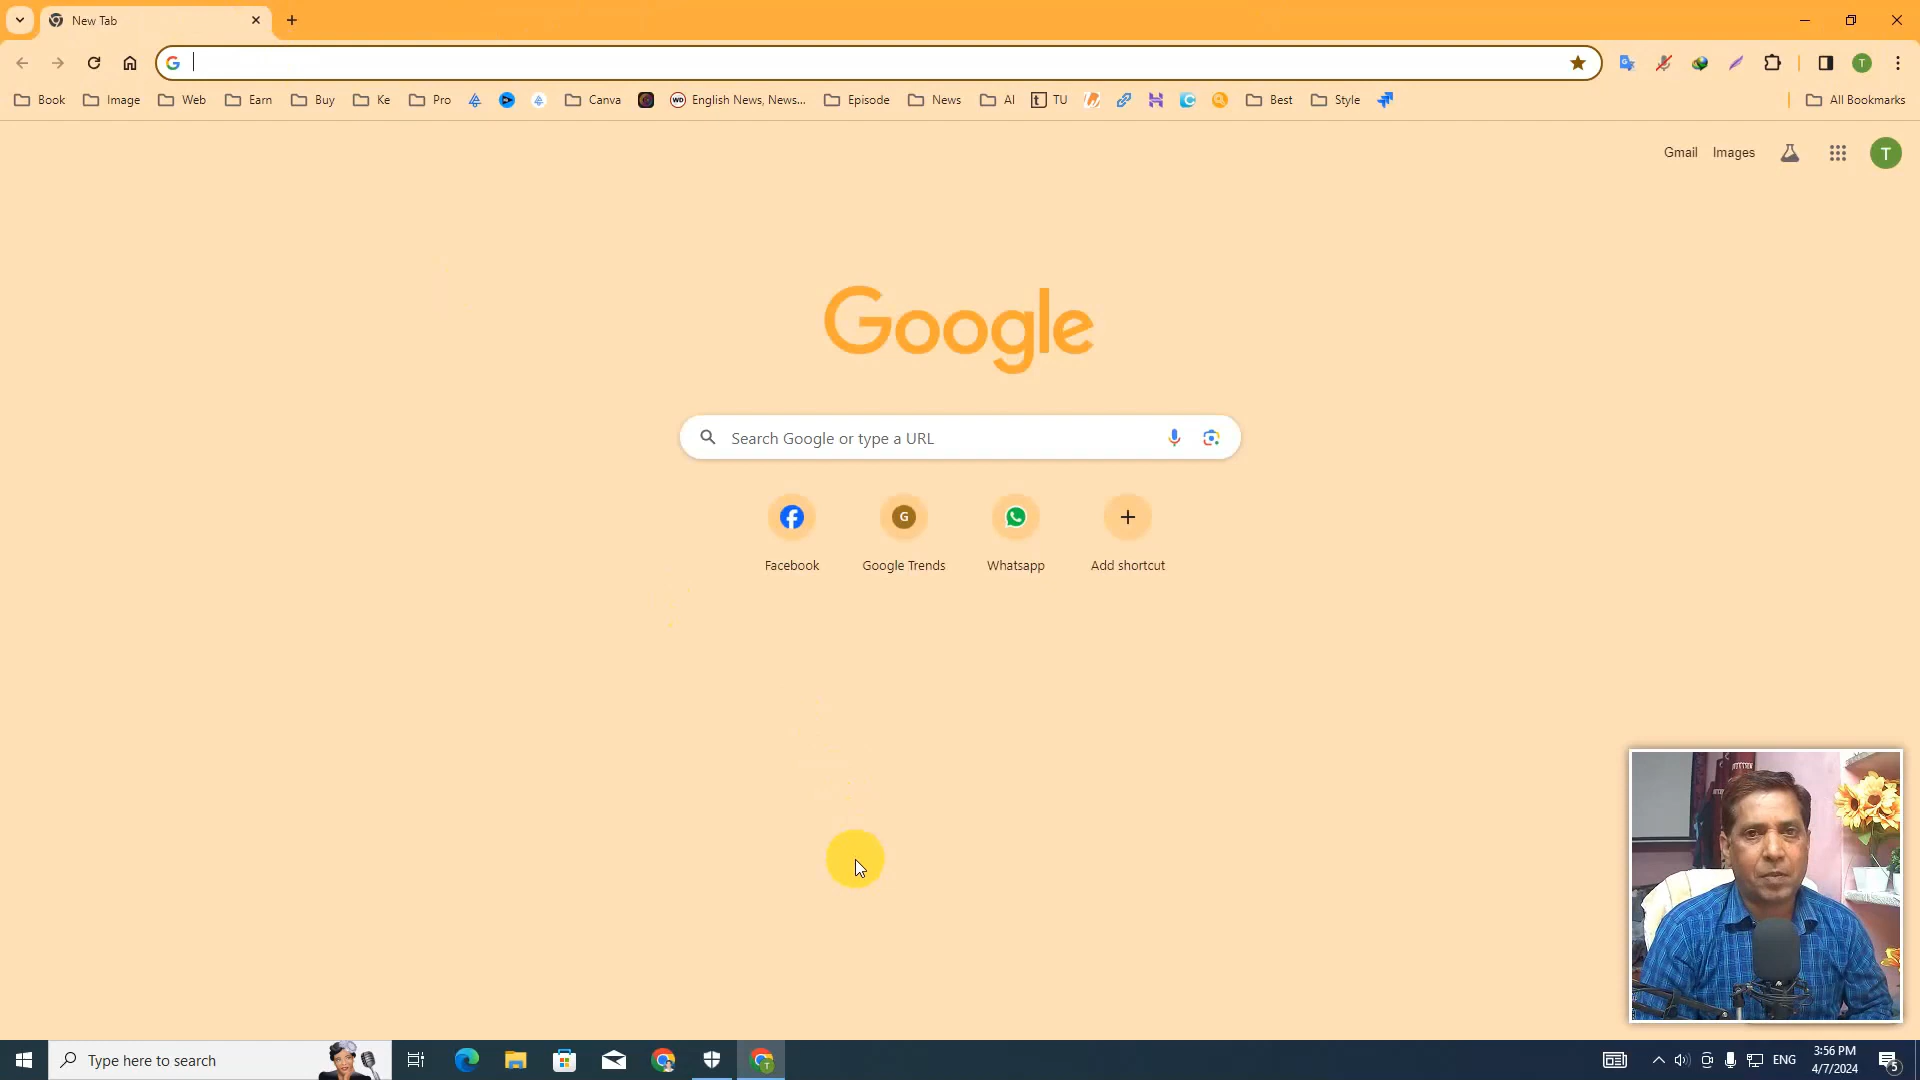 New Tab
Book Image Web Earn Buy Ke Pro Canva WD English News, News... Episode News AI t TU Best Style All Bookmarks
Gmail Images T
Google
Search Google or type a URL
G
Facebook Google Trends Whatsapp Add shortcut
Type here to search
ENG
3:56 PM
4/7/2024
5